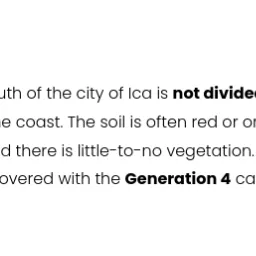 uth of the city of Ica is not divide
e coast. The soil is often red or o
d there is little-to-no vegetation.
overed with the Generation 4 ca